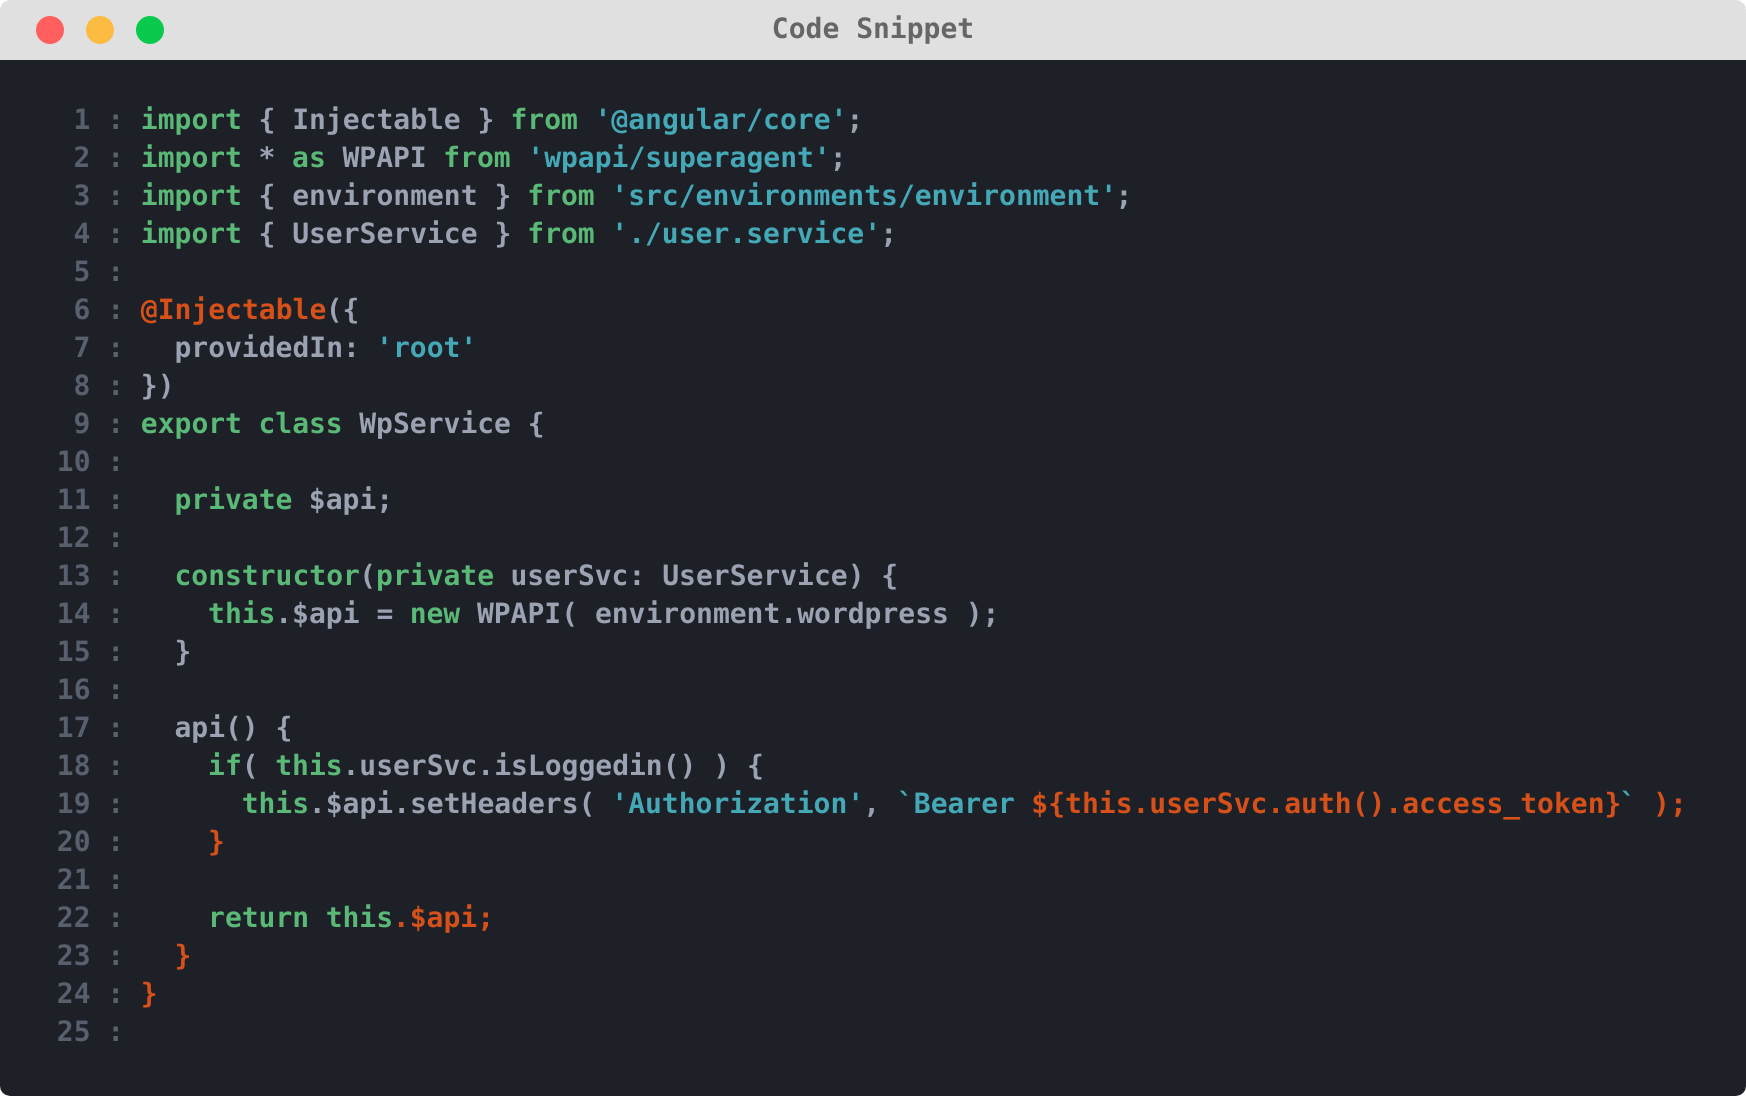 Code Snippet
1 : import { Injectable } from '@angular/core';
2 : import * as WPAPI from 'wpapi/superagent';
3 : import { environment } from 'src/environments/environment';
4 : import { UserService } from './user.service';
5 :
6 : @Injectable({
7 :   providedIn: 'root'
8 : })
9 : export class WpService {
10 :
11 :   private $api;
12 :
13 :   constructor(private userSvc: UserService) {
14 :     this.$api = new WPAPI( environment.wordpress );
15 :   }
16 :
17 :   api() {
18 :     if( this.userSvc.isLoggedin() ) {
19 :       this.$api.setHeaders( 'Authorization', `Bearer ${this.userSvc.auth().access_token}` );
20 :     }
21 :
22 :     return this.$api;
23 :   }
24 : }
25 :